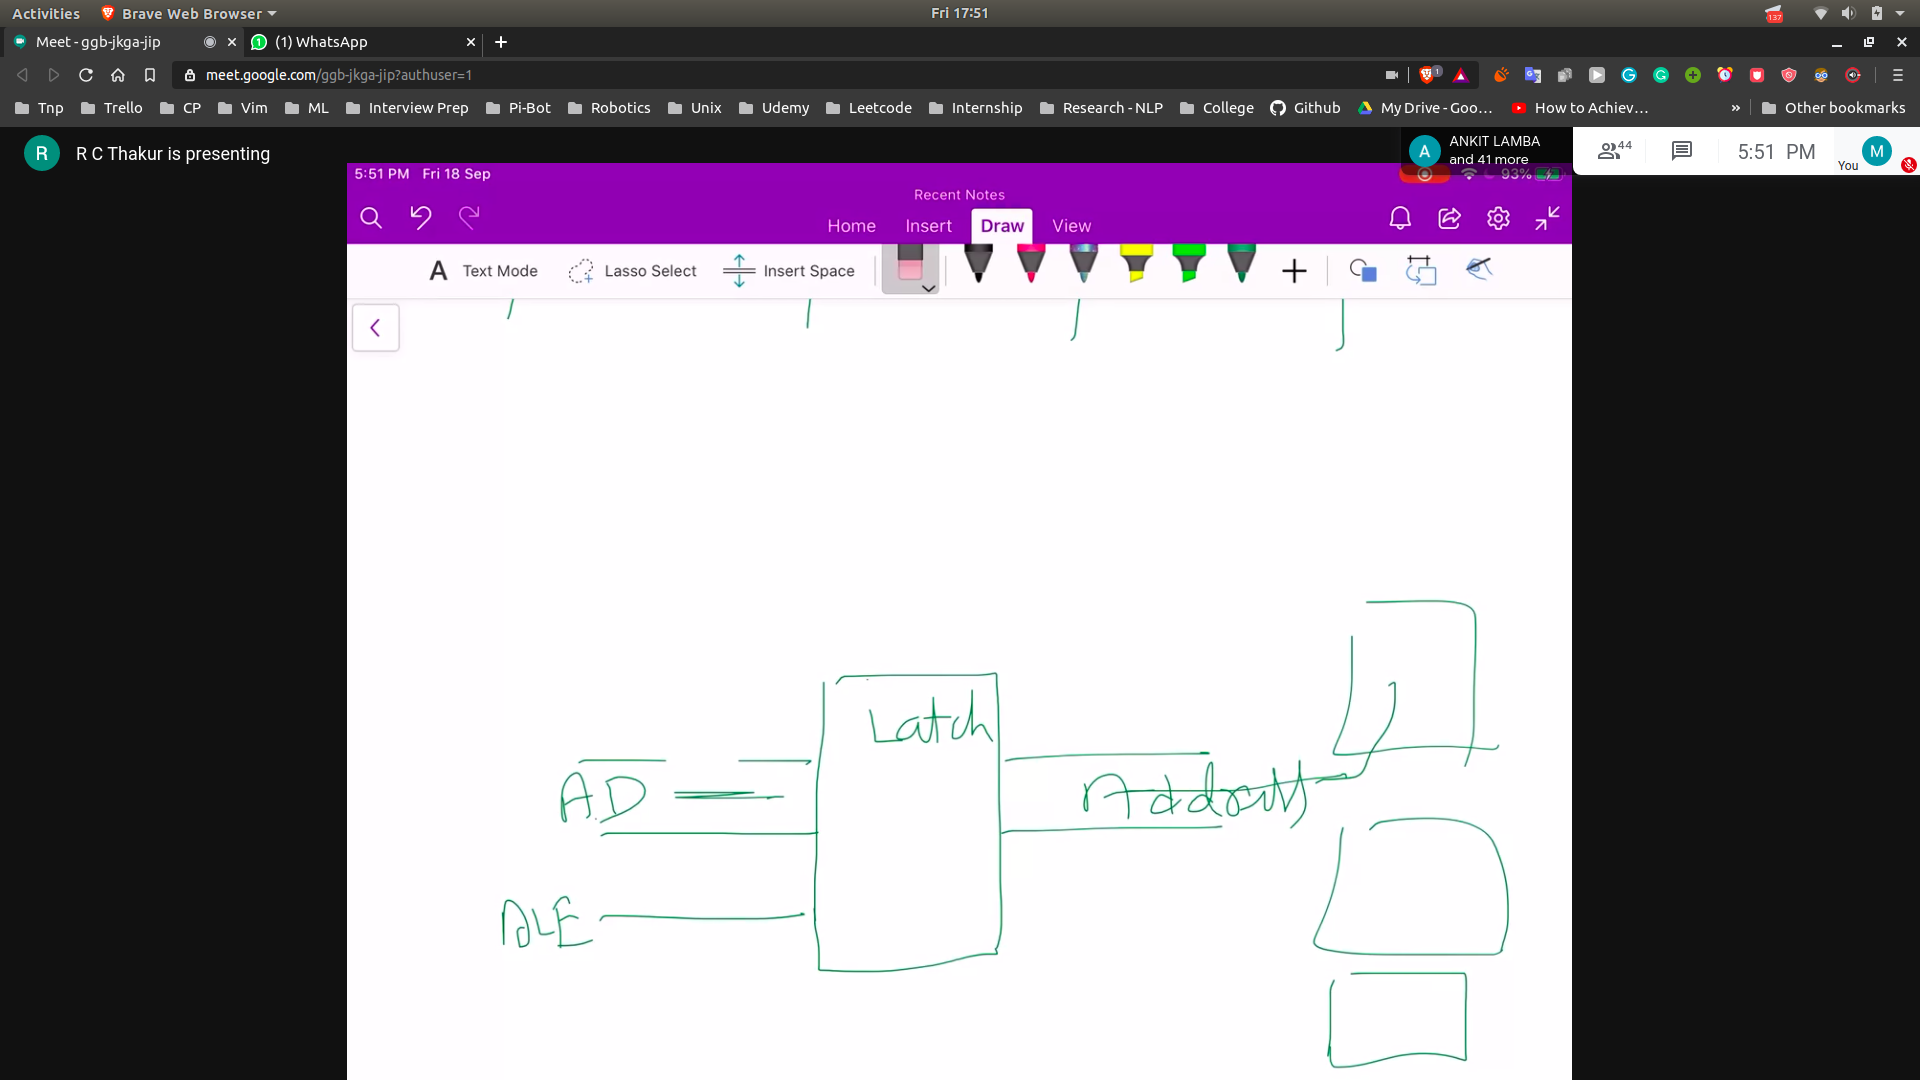 Activities Brave Web Browser Fri 17:51 137
Meet - ggb-jkga-jip (1) WhatsApp
meet.google.com/ggb-jkga-jip?authuser=1 1
Tnp Trello CP Vim ML Interview Prep Pi-Bot Robotics Unix Udemy Leetcode Internship Research - NLP College Github My Drive - Goo… How to Achiev… » Other bookmarks
R R C Thakur is presenting
A ANKIT LAMBA
and 41 more
44 5:51 PM You M
5:51 PM Fri 18 Sep 93%
Recent Notes
Home Insert Draw View
A Text Mode Lasso Select Insert Space
Latch
AD
Address
ALE